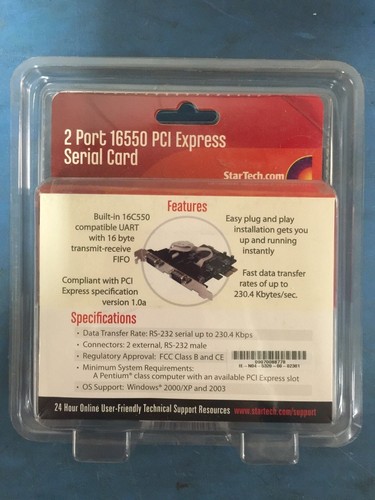 2 Port 16550 PCI Express
Serial Card
StarTech.com
Features
Built-in 16C550
compatible UART
with 16 byte
transmit-receive
FIFO
Easy plug and play
installation gets you
up and running
instantly
Compliant with PCI
Express specification
version 1.0a
Fast data transfer
rates of up to
230.4 Kbytes/sec.
Specifications
• Data Transfer Rate: RS-232 serial up to 230.4 Kbps
• Connectors: 2 external, RS-232 male
• Regulatory Approval: FCC Class B and CE
• Minimum System Requirements:
A Pentium® class computer with an available PCI Express slot
• OS Support: Windows® 2000/XP and 2003
24 Hour Online User-Friendly Technical Support Resources www.startech.com/support